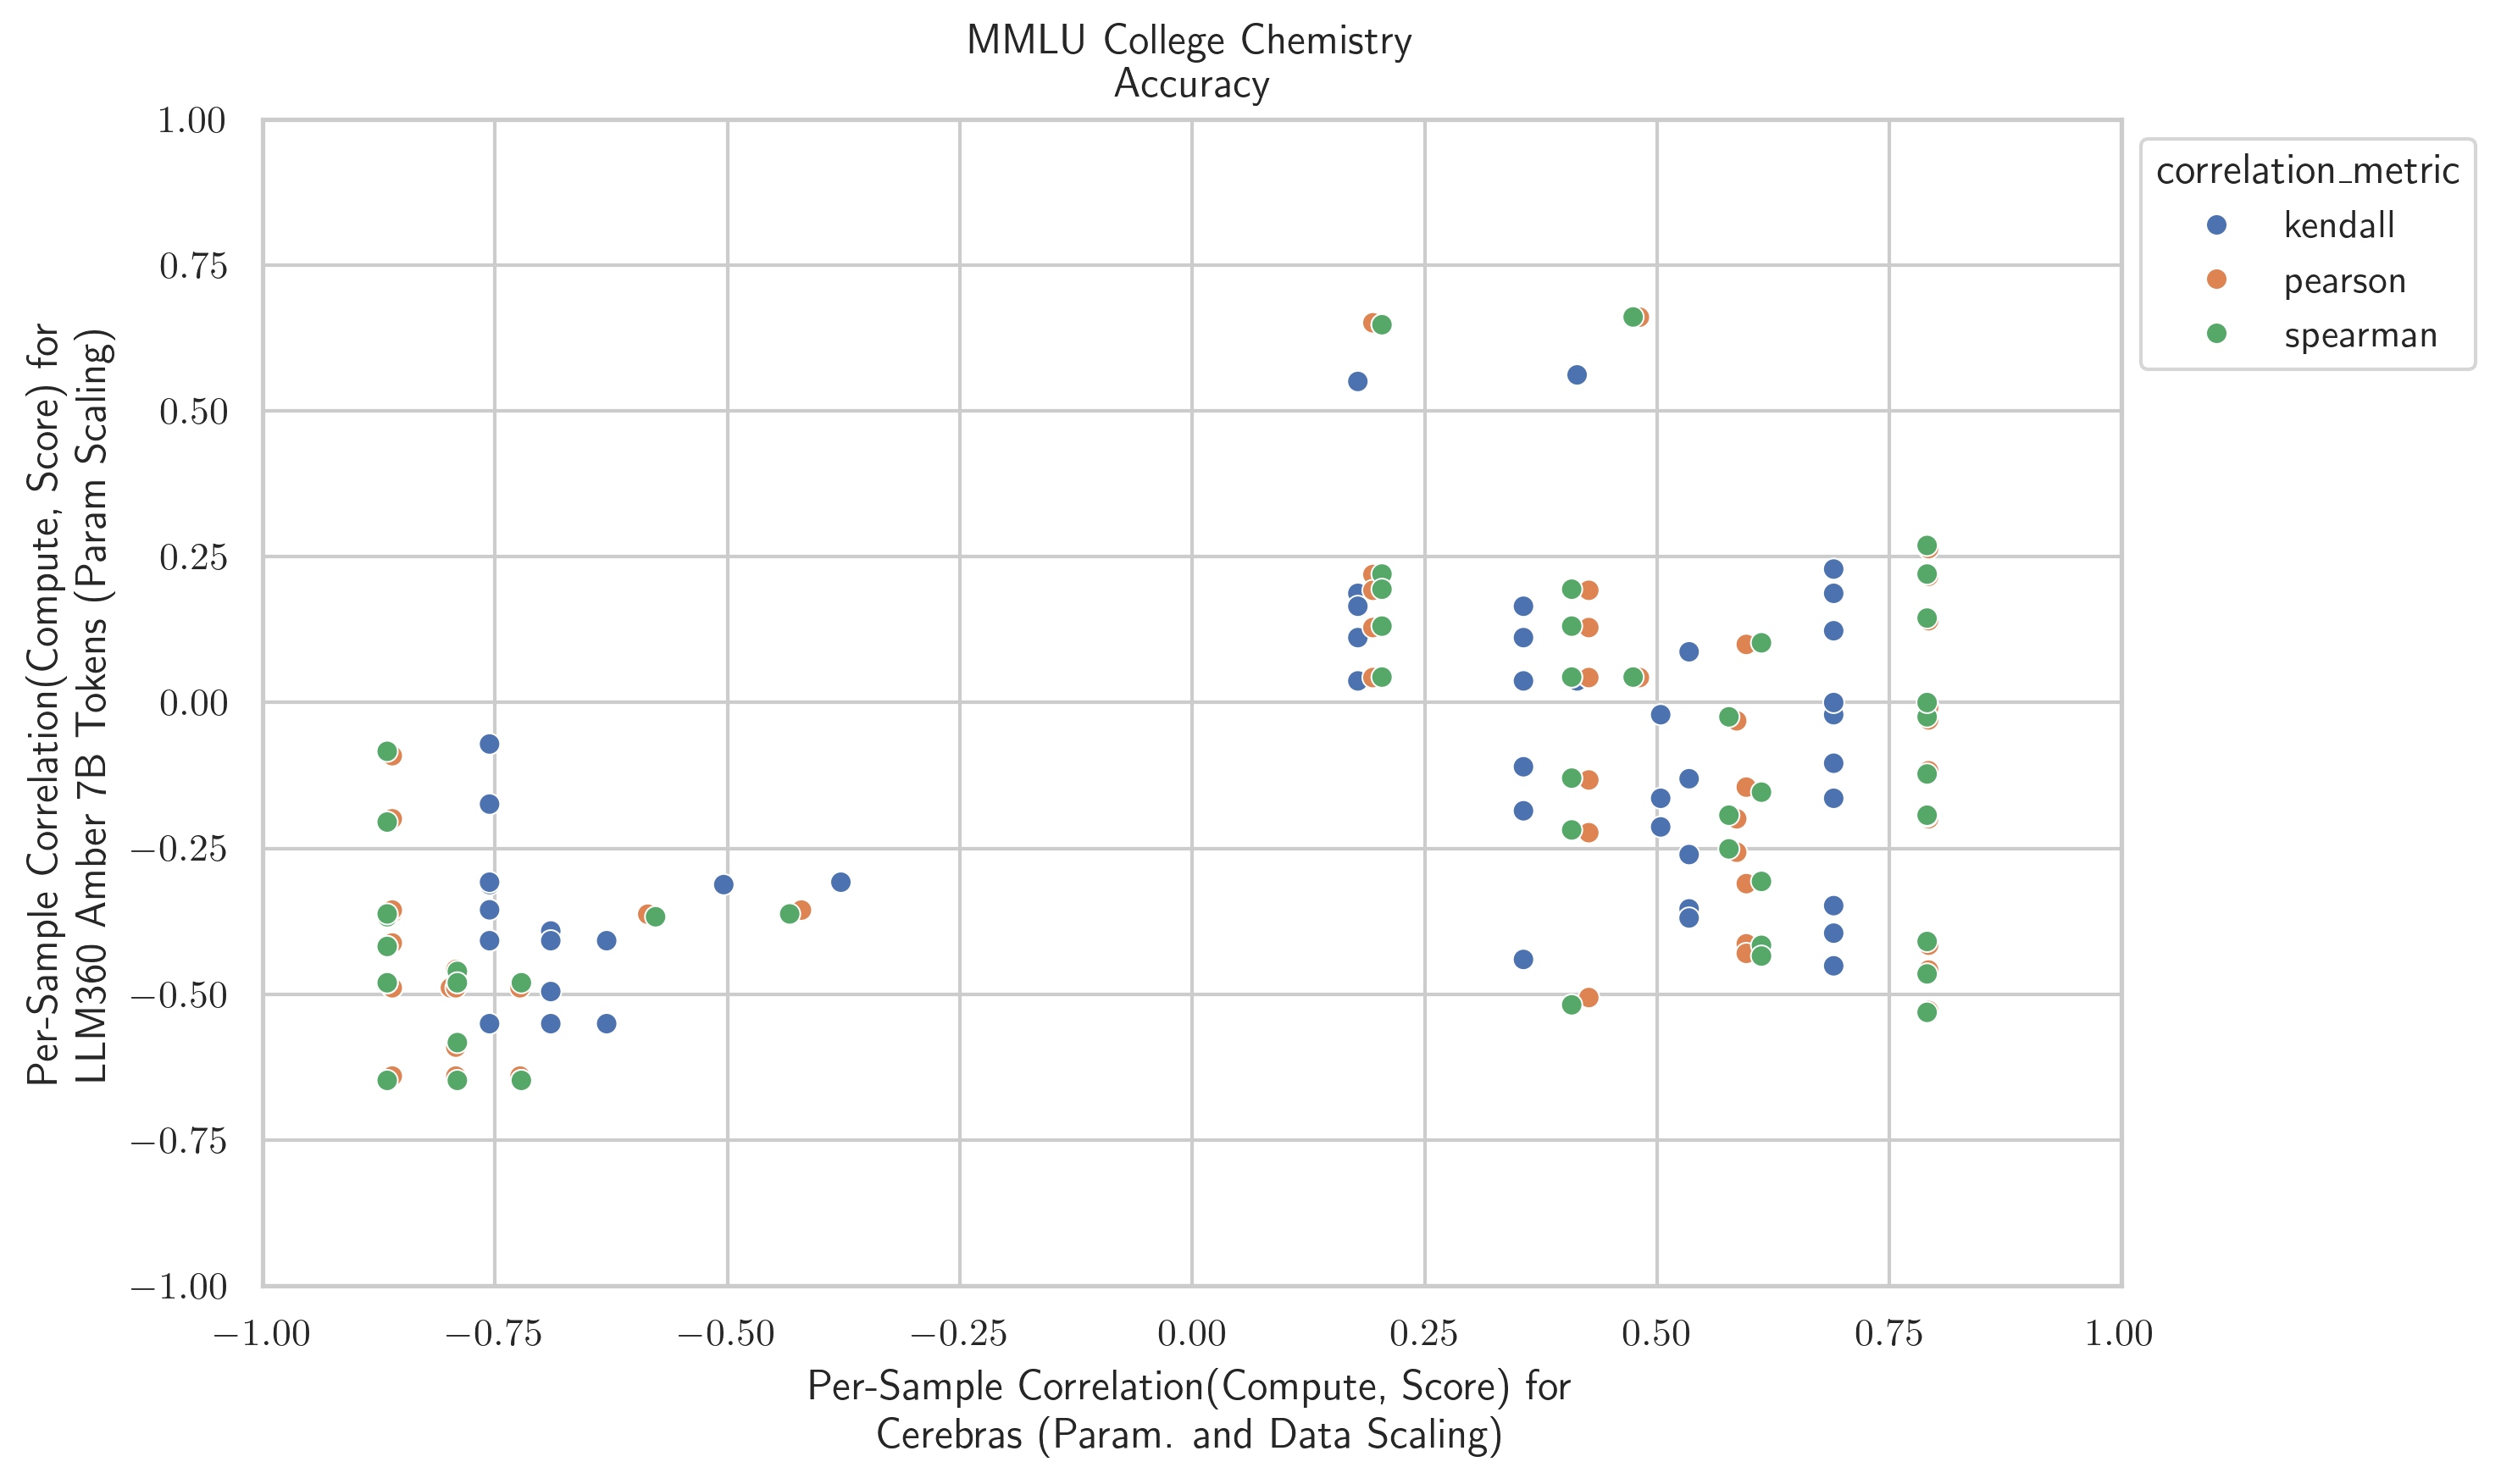 MMLU College Chemistry
Accuracy
1.00
0.75
0.50
0.25
0.00
−0.25
−0.50
−0.75
−1.00
Per-Sample Correlation(Compute, Score) for
LLM360 Amber 7B Tokens (Param Scaling)
correlation_metric
kendall
pearson
spearman
−1.00 −0.75 −0.50 −0.25 0.00 0.25 0.50 0.75 1.00
Per-Sample Correlation(Compute, Score) for
Cerebras (Param. and Data Scaling)